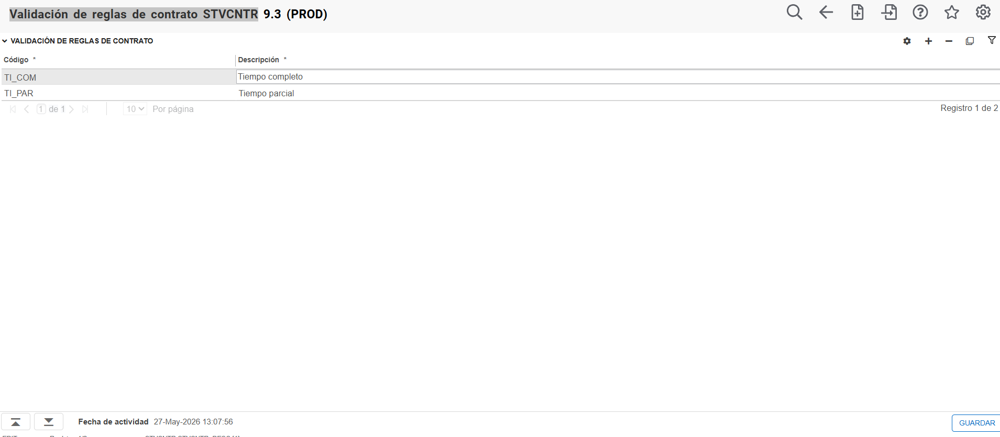 Validación de reglas de contrato STVCNTR 9.3 (PROD)
VALIDACIÓN DE REGLAS DE CONTRATO
Código * Descripción *
TI_COM Tiempo completo
TI_PAR Tiempo parcial
1 de 1 10 Por página Registro 1 de 2
Fecha de actividad 27-May-2026 13:07:56
GUARDAR